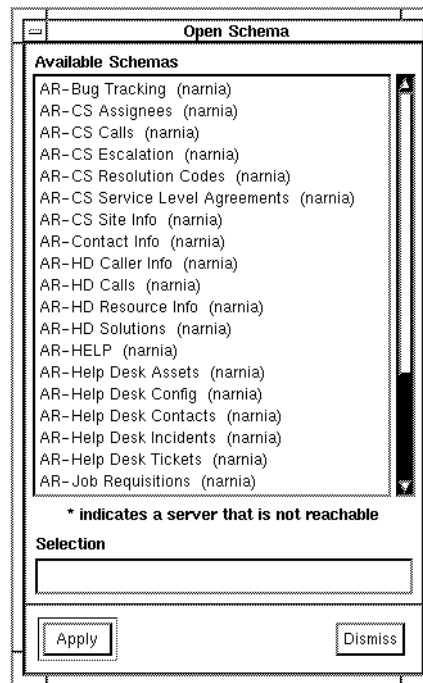 Open Schema
Available Schemas
AR-Bug Tracking (narnia)
AR-CS Assignees (narnia)
AR-CS Calls (narnia)
AR-CS Escalation (narnia)
AR-CS Resolution Codes (narnia)
AR-CS Service Level Agreements (narnia)
AR-CS Site Info (narnia)
AR-Contact Info (narnia)
AR-HD Caller Info (narnia)
AR-HD Calls (narnia)
AR-HD Resource Info (narnia)
AR-HD Solutions (narnia)
AR-HELP (narnia)
AR-Help Desk Assets (narnia)
AR-Help Desk Config (narnia)
AR-Help Desk Contacts (narnia)
AR-Help Desk Incidents (narnia)
AR-Help Desk Tickets (narnia)
AR-Job Requisitions (narnia)
* indicates a server that is not reachable
Selection
Apply Dismiss